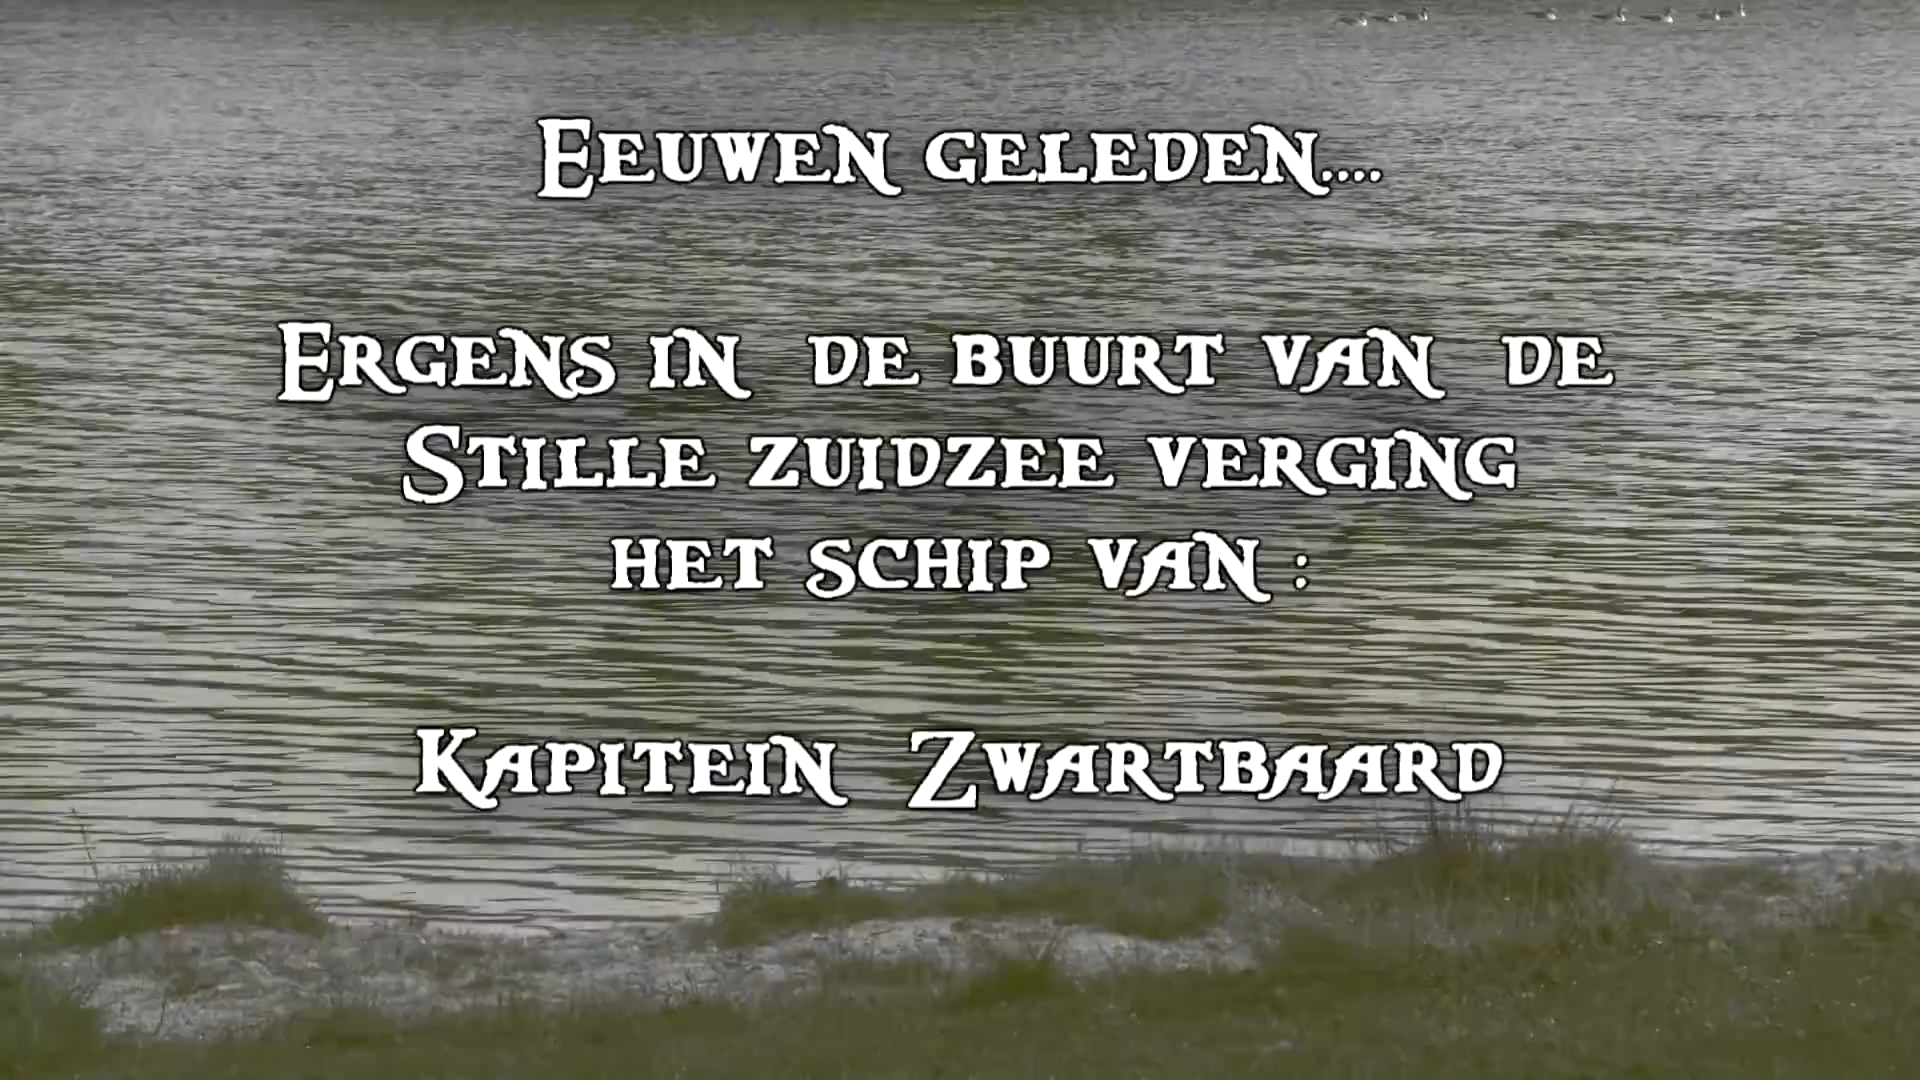 Eeuwen geleden....
Ergens in de buurt van de
Stille zuidzee verging
het schip van :
Kapitein Zwartbaard